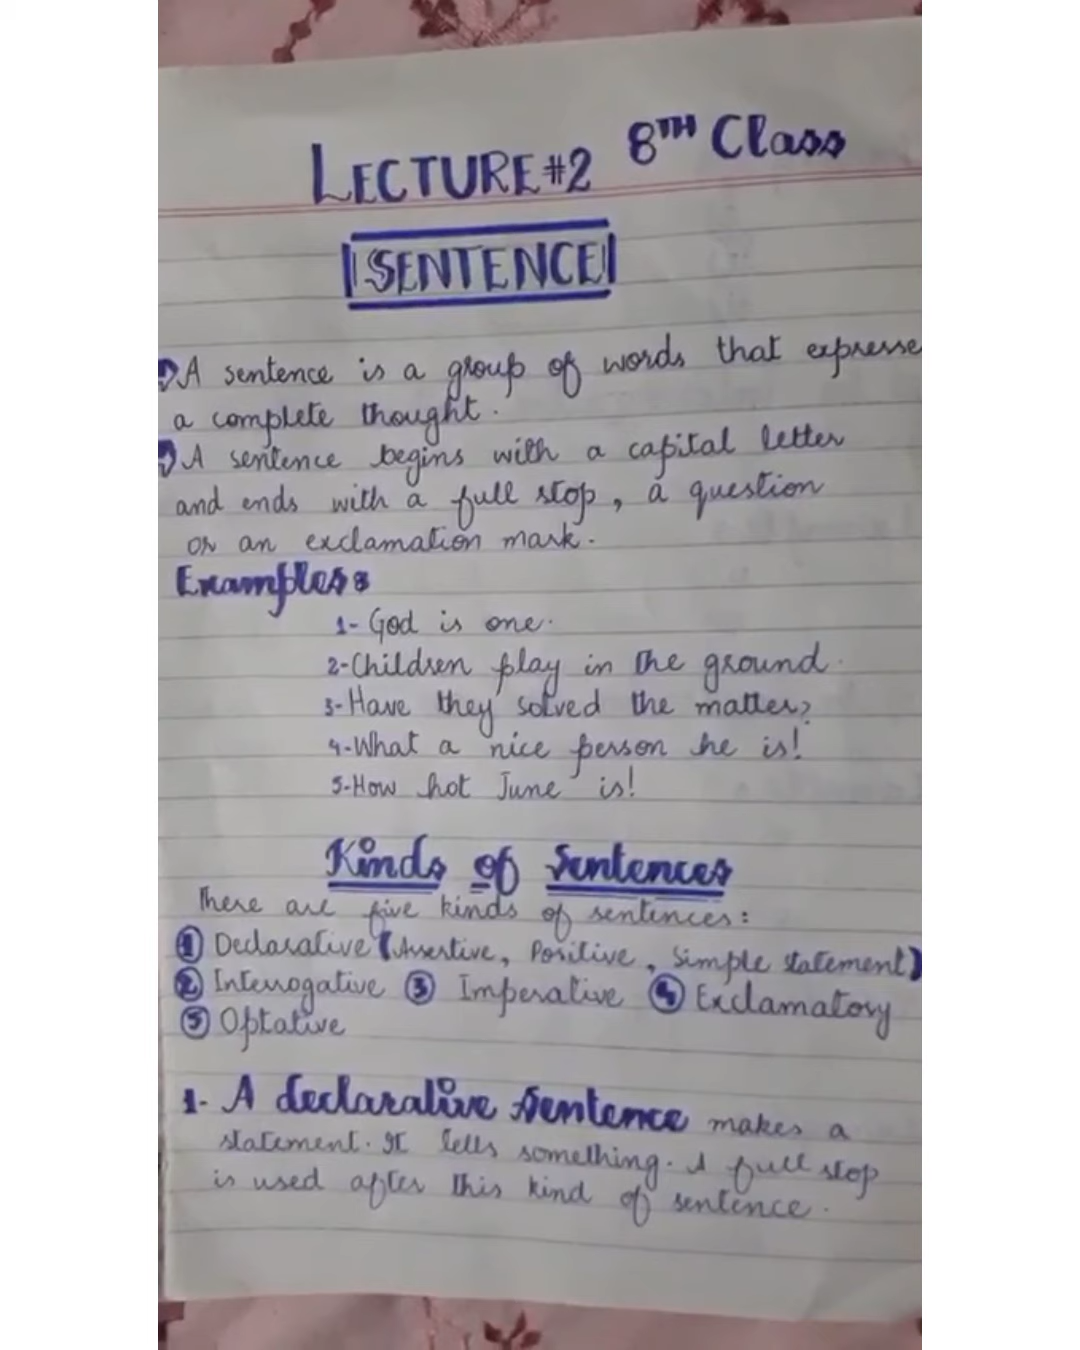 LECTURE #2 8TH Class
SENTENCE
A sentence is a group of words that expresse
a complete thought.
A sentence begins with a capital letter
and ends with a full stop, a question
or an exclamation mark.
Examples:
1- God is one.
2- Children play in the ground.
3- Have they solved the matter?
4- What a nice person he is!
5- How hot June is!
Kinds of Sentences
There are five kinds of sentences:
① Declarative (Assertive, Positive, Simple statement)
② Interrogative ③ Imperative ④ Exclamatory
⑤ Optative
1- A declarative sentence makes a
statement. It tells something. A full stop
is used after this kind of sentence.